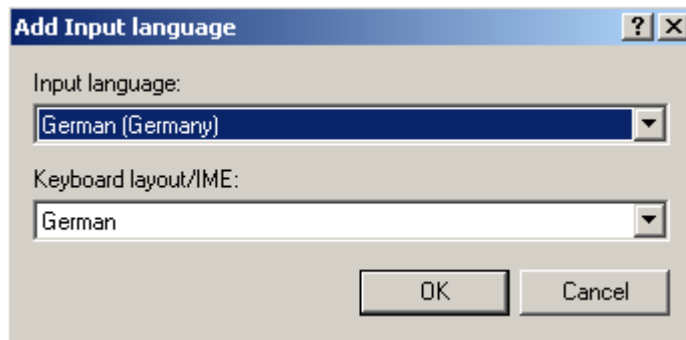 Add Input language
Input language:
German (Germany)
Keyboard layout/IME:
German
OK Cancel